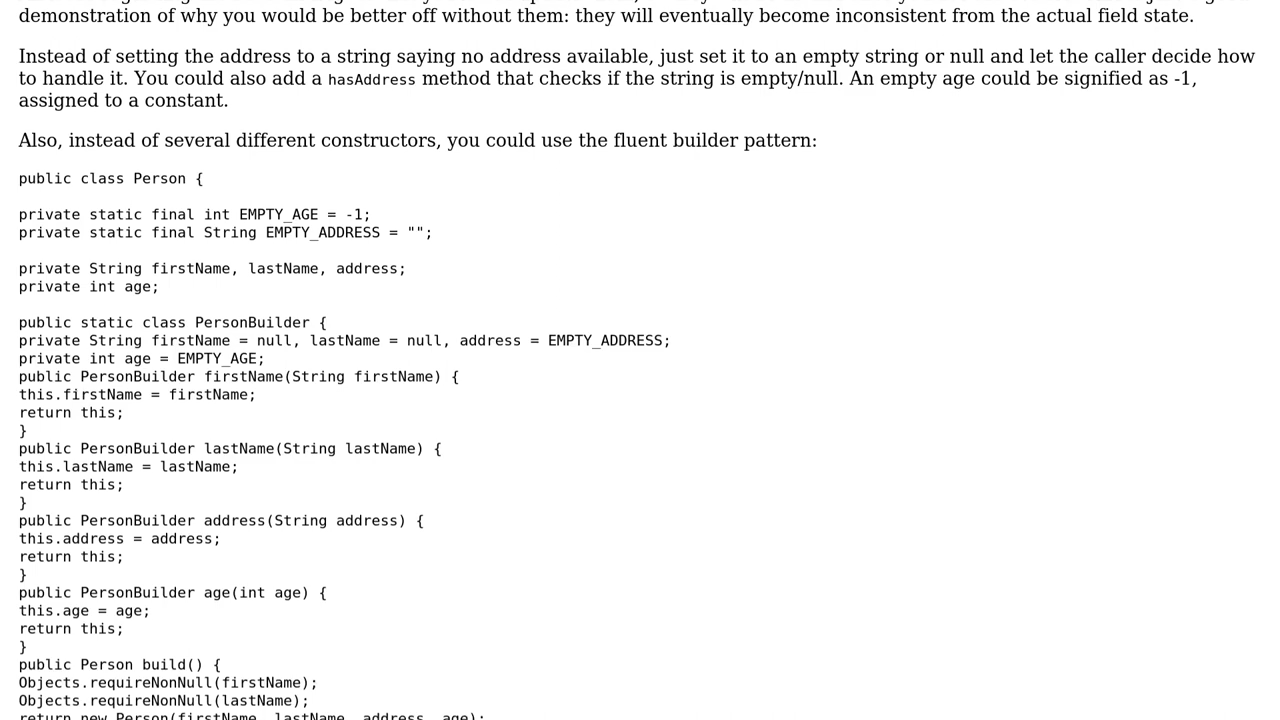 demonstration of why you would be better off without them: they will eventually become inconsistent from the actual field state.
Instead of setting the address to a string saying no address available, just set it to an empty string or null and let the caller decide how
to handle it. You could also add a hasAddress method that checks if the string is empty/null. An empty age could be signified as -1,
assigned to a constant.
Also, instead of several different constructors, you could use the fluent builder pattern:
public class Person {
private static final int EMPTY_AGE = -1;
private static final String EMPTY_ADDRESS = "";
private String firstName, lastName, address;
private int age;
public static class PersonBuilder {
private String firstName = null, lastName = null, address = EMPTY_ADDRESS;
private int age = EMPTY_AGE;
public PersonBuilder firstName(String firstName) {
this.firstName = firstName;
return this;
}
public PersonBuilder lastName(String lastName) {
this.lastName = lastName;
return this;
}
public PersonBuilder address(String address) {
this.address = address;
return this;
}
public PersonBuilder age(int age) {
this.age = age;
return this;
}
public Person build() {
Objects.requireNonNull(firstName);
Objects.requireNonNull(lastName);
return new Person(firstName, lastName, address, age);